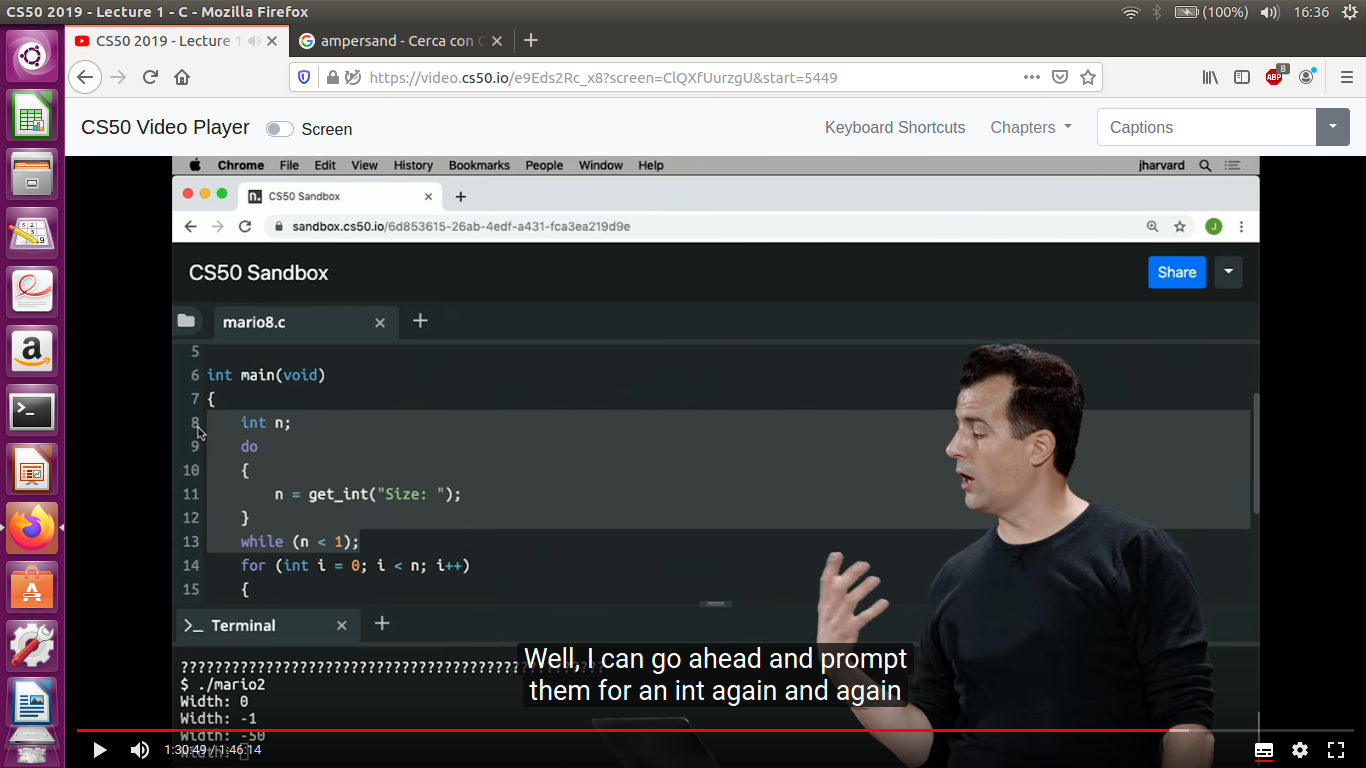 CS50 2019 - Lecture 1 - C - Mozilla Firefox
(100%)
16:36
CS50 2019 - Lecture 1
ampersand - Cerca con
https://video.cs50.io/e9Eds2Rc_x8?screen=ClQXfUurzgU&start=5449
ABP
8
CS50 Video Player
Screen
Keyboard Shortcuts
Chapters
Captions
Chrome File Edit View History Bookmarks People Window Help
jharvard
CS50 Sandbox
sandbox.cs50.io/6d853615-26ab-4edf-a431-fca3ea219d9e
J
CS50 Sandbox
Share
mario8.c
5
6 int main(void)
7 {
8 int n;
9 do
10 {
11 n = get_int("Size: ");
12 }
13 while (n < 1);
14 for (int i = 0; i < n; i++)
15 {
>_ Terminal
$ ./mario2
Width: 0
Width: -1
Width: -50
Width:
Well, I can go ahead and prompt
them for an int again and again
1:30:49 / 1:46:14